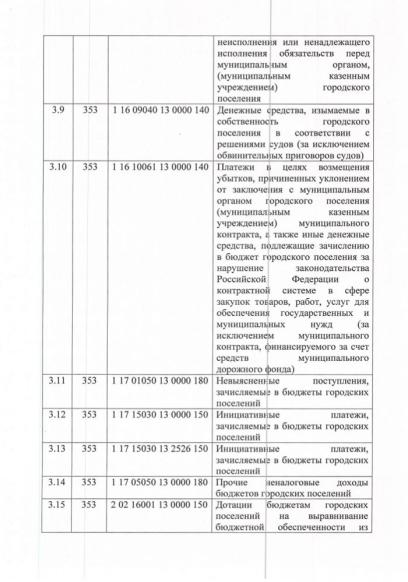 неисполнения или ненадлежащего
исполнения обязательств перед
муниципальным органом,
(муниципальным казенным
учреждением) городского
поселения
3.9 353 1 16 09040 13 0000 140 Денежные средства, изымаемые в
собственность городского
поселения в соответствии с
решениями судов (за исключением
обвинительных приговоров судов)
3.10 353 1 16 10061 13 0000 140 Платежи в целях возмещения
убытков, причиненных уклонением
от заключения с муниципальным
органом городского поселения
(муниципальным казенным
учреждением) муниципального
контракта, а также иные денежные
средства, подлежащие зачислению
в бюджет городского поселения за
нарушение законодательства
Российской Федерации о
контрактной системе в сфере
закупок товаров, работ, услуг для
обеспечения государственных и
муниципальных нужд (за
исключением муниципального
контракта, финансируемого за счет
средств муниципального
дорожного фонда)
3.11 353 1 17 01050 13 0000 180 Невыясненные поступления,
зачисляемые в бюджеты городских
поселений
3.12 353 1 17 15030 13 0000 150 Инициативные платежи,
зачисляемые в бюджеты городских
поселений
3.13 353 1 17 15030 13 2526 150 Инициативные платежи,
зачисляемые в бюджеты городских
поселений
3.14 353 1 17 05050 13 0000 180 Прочие неналоговые доходы
бюджетов городских поселений
3.15 353 2 02 16001 13 0000 150 Дотации бюджетам городских
поселений на выравнивание
бюджетной обеспеченности из